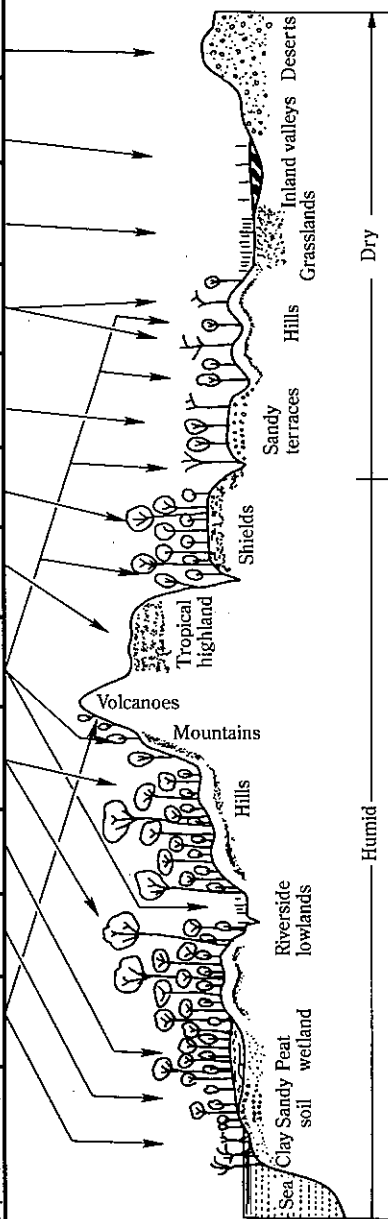 Sea
Clay
Sandy
soil
Peat
wetland
Riverside
lowlands
Hills
Mountains
Volcanoes
Tropical
highland
Shields
Sandy
terraces
Hills
Grasslands
Inland valleys
Deserts
Humid
Dry